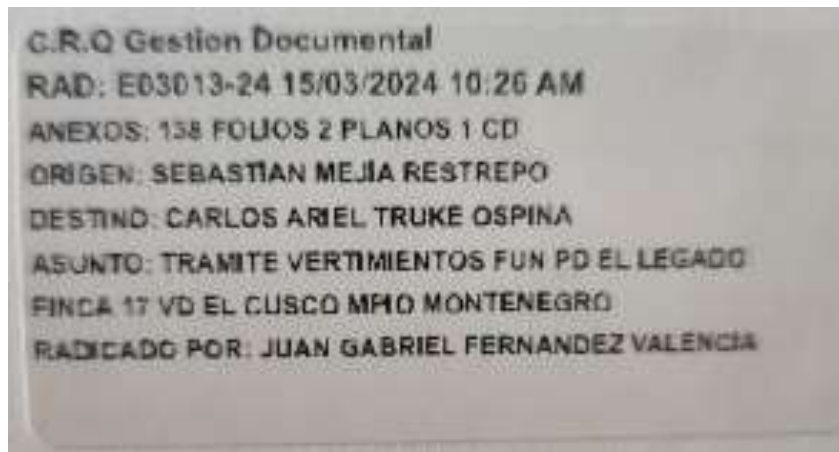 C.R.Q Gestion Documental
RAD: E03013-24 15/03/2024 10:26 AM
ANEXOS: 138 FOLIOS 2 PLANOS 1 CD
ORIGEN: SEBASTIAN MEJIA RESTREPO
DESTINO: CARLOS ARIEL TRUKE OSPINA
ASUNTO: TRAMITE VERTIMIENTOS FUN PD EL LEGADO
FINCA 17 VD EL CUSCO MPIO MONTENEGRO
RADICADO POR: JUAN GABRIEL FERNANDEZ VALENCIA